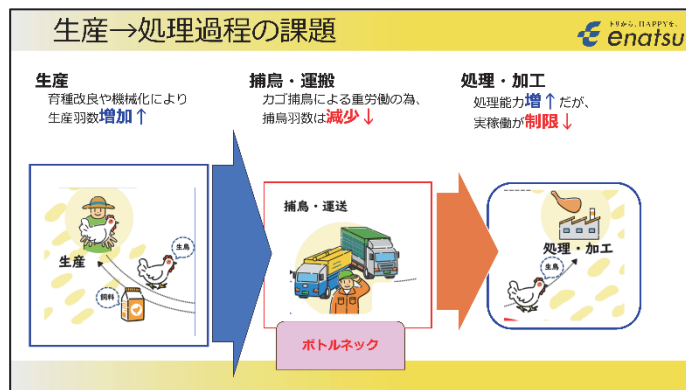 生産→処理過程の課題
トリから、HAPPYを。
enatsu
生産
育種改良や機械化により
生産羽数増加↑
捕鳥・運搬
カゴ捕鳥による重労働の為、
捕鳥羽数は減少↓
処理・加工
処理能力増↑だが、
実稼働が制限↓
生産
生鳥
飼料
捕鳥・運送
ボトルネック
処理・加工
生鳥